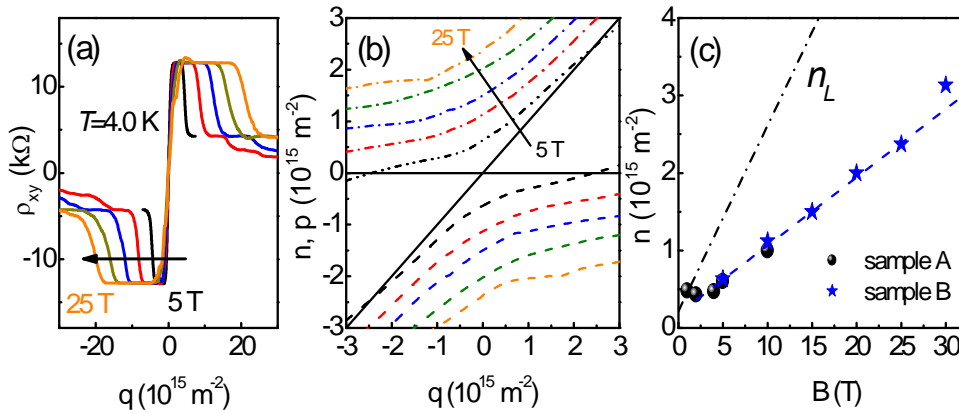 (a)
ρxy (kΩ)
10
0
-10
T=4.0 K
25 T
5 T
-20
0
20
q (10^15 m^-2)
(b)
n, p (10^15 m^-2)
3
2
1
0
-1
-2
-3
25 T
5 T
-3
-2
-1
0
1
2
3
q (10^15 m^-2)
(c)
n (10^15 m^-2)
4
3
2
1
0
nL
sample A
sample B
0
5
10
15
20
25
30
B (T)